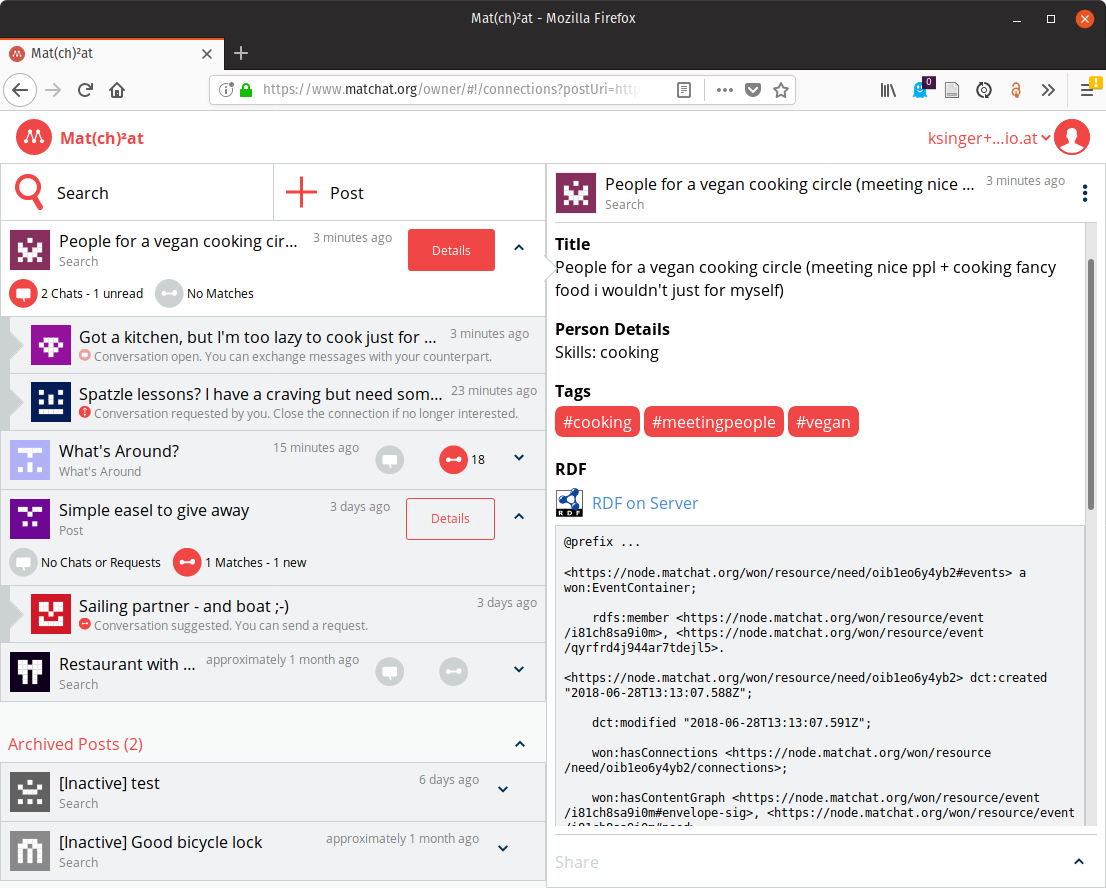 Mat(ch)²at - Mozilla Firefox
Mat(ch)²at
https://www.matchat.org/owner/#!/connections?postUri=http
0
Mat(ch)²at
ksinger+...io.at
Search
Post
People for a vegan cooking cir...
3 minutes ago
Search
Details
2 Chats - 1 unread
No Matches
Got a kitchen, but I'm too lazy to cook just for ...
3 minutes ago
Conversation open. You can exchange messages with your counterpart.
Spatzle lessons? I have a craving but need som...
23 minutes ago
Conversation requested by you. Close the connection if no longer interested.
What's Around?
15 minutes ago
What's Around
18
Simple easel to give away
3 days ago
Post
Details
No Chats or Requests
1 Matches - 1 new
Sailing partner - and boat ;-)
3 days ago
Conversation suggested. You can send a request.
Restaurant with ...
approximately 1 month ago
Search
Archived Posts (2)
[Inactive] test
6 days ago
Search
[Inactive] Good bicycle lock
approximately 1 month ago
Search
People for a vegan cooking circle (meeting nice ...
3 minutes ago
Search
Title
People for a vegan cooking circle (meeting nice ppl + cooking fancy
food i wouldn't just for myself)
Person Details
Skills: cooking
Tags
#cooking
#meetingpeople
#vegan
RDF
RDF
RDF on Server
@prefix ...
<https://node.matchat.org/won/resource/need/oib1eo6y4yb2#events> a
won:EventContainer;
rdfs:member <https://node.matchat.org/won/resource/event
/i81ch8sa9i0m>, <https://node.matchat.org/won/resource/event
/qyrfrd4j944ar7tdejl5>.
<https://node.matchat.org/won/resource/need/oib1eo6y4yb2> dct:created
"2018-06-28T13:13:07.588Z";
dct:modified "2018-06-28T13:13:07.591Z";
won:hasConnections <https://node.matchat.org/won/resource
/need/oib1eo6y4yb2/connections>;
won:hasContentGraph <https://node.matchat.org/won/resource/event
/i81ch8sa9i0m#envelope-sig>, <https://node.matchat.org/won/resource/event
/i81ch8sa9i0m#need>
Share